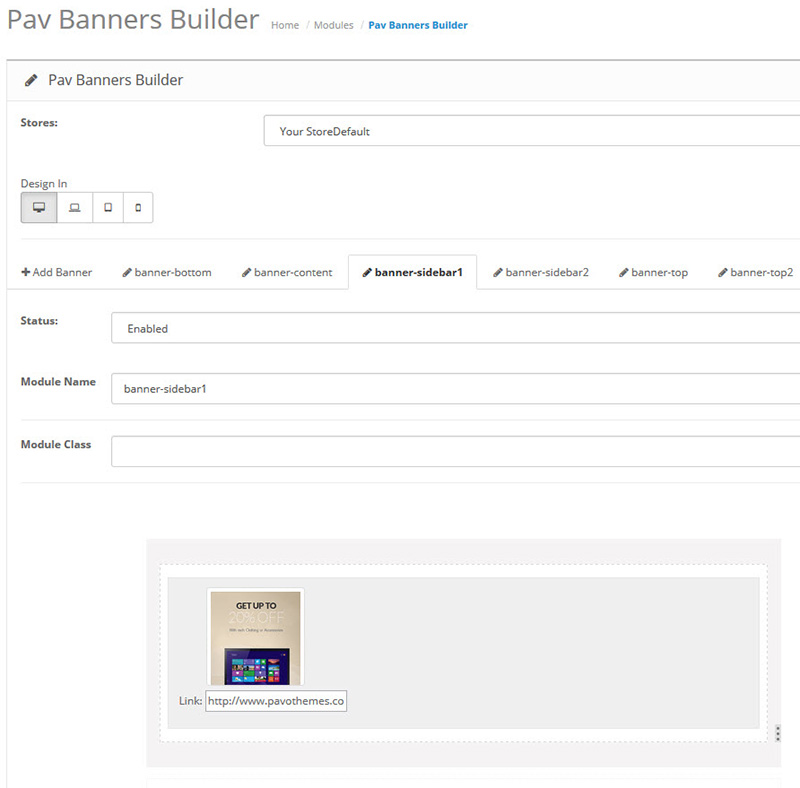 Pav Banners Builder Home / Modules / Pav Banners Builder
Pav Banners Builder
Stores: Your StoreDefault
Design In
Add Banner banner-bottom banner-content banner-sidebar1 banner-sidebar2 banner-top banner-top2
Status: Enabled
Module Name banner-sidebar1
Module Class
GET UP TO
20% OFF
Link: http://www.pavothemes.co